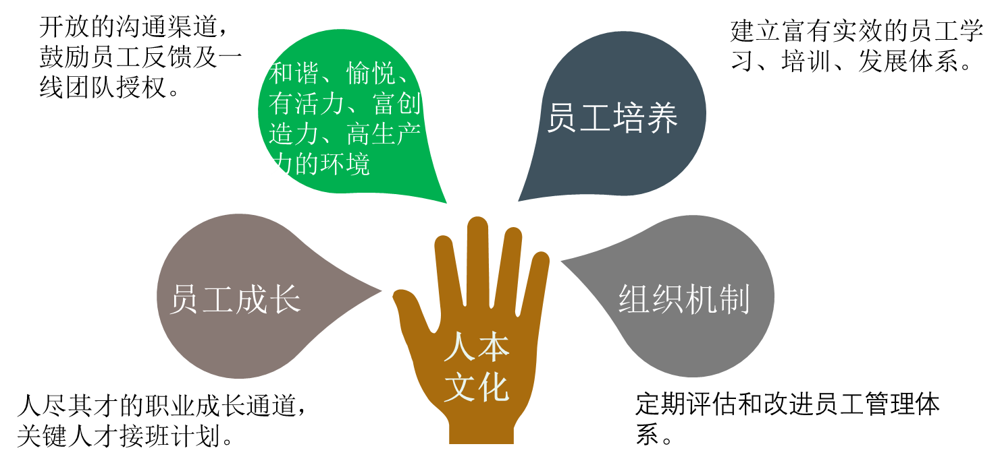 开放的沟通渠道，
鼓励员工反馈及一
线团队授权。
和谐、愉悦、
有活力、富创
造力、高生产
力的环境
建立富有实效的员工学
习、培训、发展体系。
员工培养
员工成长
组织机制
人本
文化
人尽其才的职业成长通道，
关键人才接班计划。
定期评估和改进员工管理体
系。